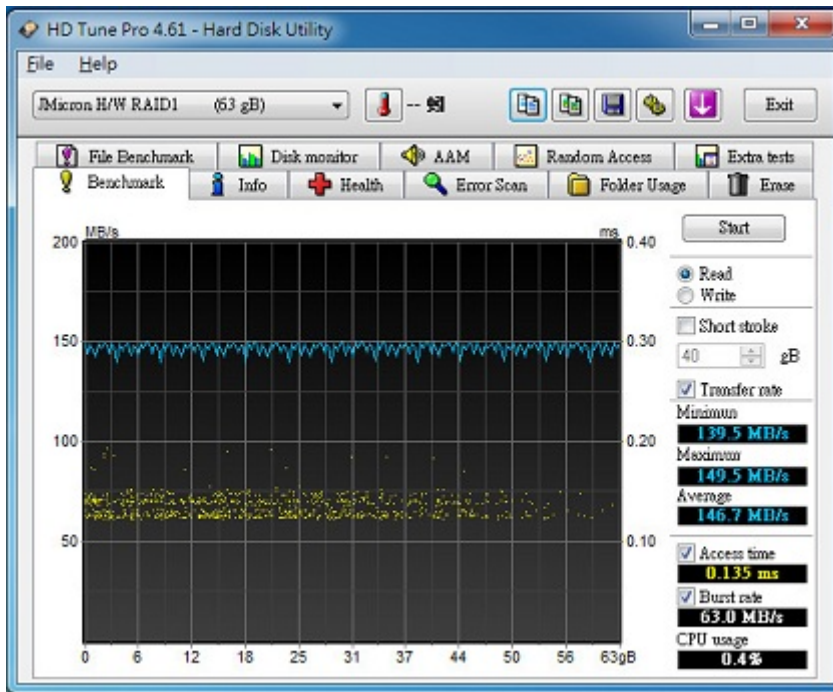 HD Tune Pro 4.61 - Hard Disk Utility
File Help
JMicron H/W RAID1 (63 gB) -- Exit
File Benchmark Disk monitor AAM Random Access Extra tests
Benchmark Info Health Error Scan Folder Usage Erase
Start
Read
Write
Short stroke
40 gB
Transfer rate
Minimum
139.5 MB/s
Maximum
149.5 MB/s
Average
146.7 MB/s
Access time
0.135 ms
Burst rate
63.0 MB/s
CPU usage
0.4%
MB/s ms
200 0.40
150 0.30
100 0.20
50 0.10
0 6 12 18 25 31 37 44 50 56 63gB